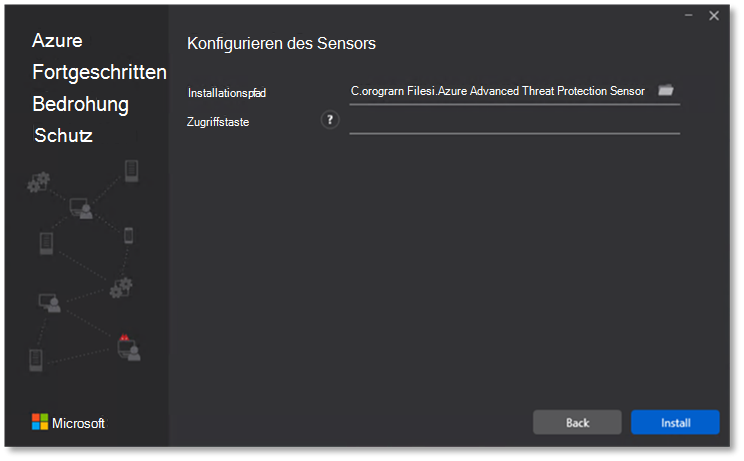 Azure
Fortgeschritten
Bedrohung
Schutz
Konfigurieren des Sensors
Installationspfad
C.orograrn Filesi.Azure Advanced Threat Protection Sensor
Zugriffstaste
?
Microsoft
Back
Install